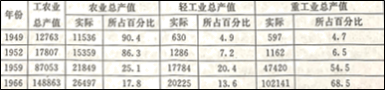 年份 工农业总产值 农业总产值 轻工业总产值 重工业总产值
实际 所占百分比 实际 所占百分比 实际 所占百分比
1949 12763 11536 90.4 630 4.9 597 4.7
1952 17807 15359 86.3 1286 7.2 1162 6.5
1959 87053 21849 25.1 17784 20.4 47420 54.5
1966 148863 26497 17.8 20225 13.6 102141 68.5